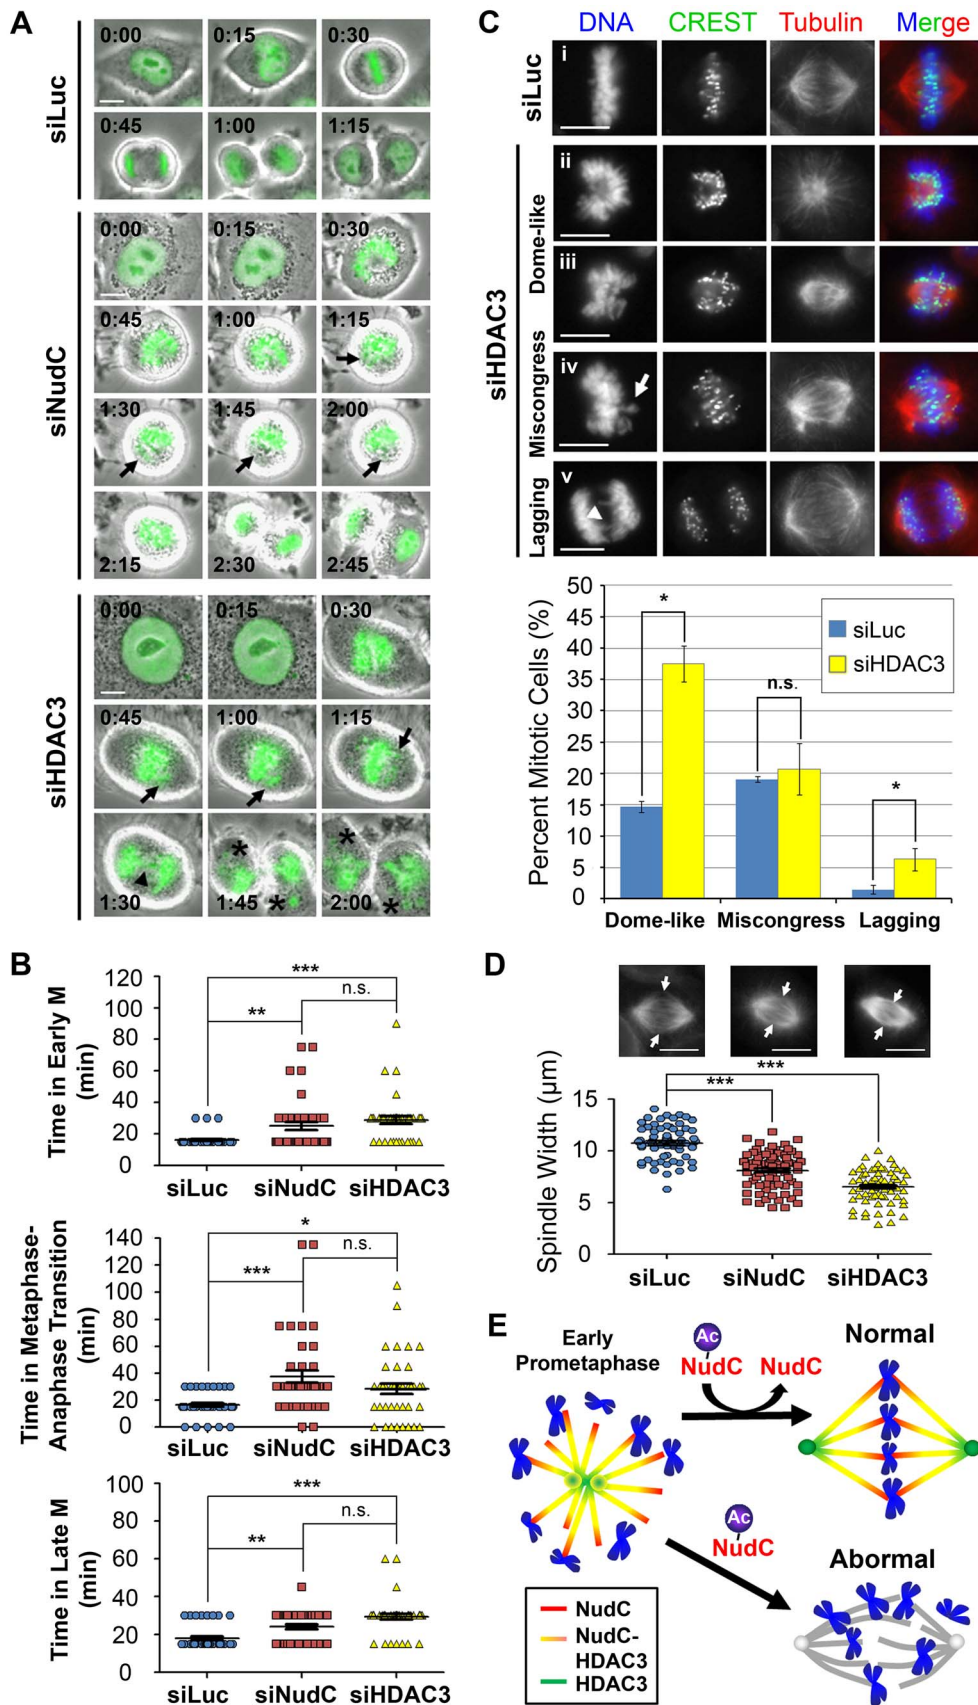 A
siLuc
0:00
0:15
0:30
0:45
1:00
1:15
siNudC
0:00
0:15
0:30
0:45
1:00
1:15
1:30
1:45
2:00
2:15
2:30
2:45
siHDAC3
0:00
0:15
0:30
0:45
1:00
1:15
1:30
1:45
*
*
2:00
*
*
B
Time in Early M
(min)
120
100
80
60
40
20
0
***
**
n.s.
siLuc siNudC siHDAC3
Time in Metaphase-
Anaphase Transition
(min)
140
120
100
80
60
40
20
0
*
***
n.s.
siLuc siNudC siHDAC3
Time in Late M
(min)
100
80
60
40
20
0
***
**
n.s.
siLuc siNudC siHDAC3
C
DNA CREST Tubulin Merge
siLuc
i
siHDAC3
Dome-like
ii
iii
Miscongress
iv
Lagging
v
Percent Mitotic Cells (%)
50
45
40
35
30
25
20
15
10
5
0
*
n.s.
*
siLuc
siHDAC3
Dome-like Miscongress Lagging
D
Spindle Width (µm)
15
10
5
0
***
***
siLuc siNudC siHDAC3
E
Early
Prometaphase
Ac
NudC
NudC
Normal
Ac
NudC
Abormal
NudC
NudC-
HDAC3
HDAC3